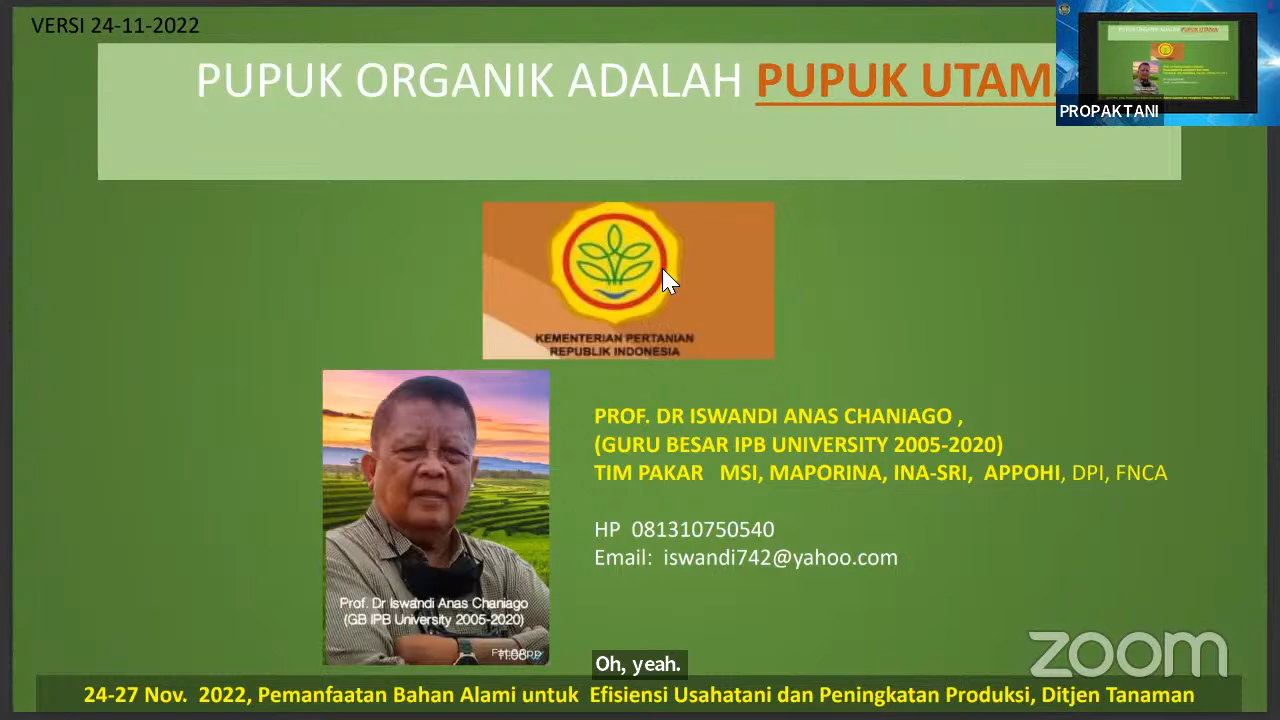 VERSI 24-11-2022
PUPUK ORGANIK ADALAH PUPUK UTAM
PROPAKTANI
KEMENTERIAN PERTANIAN
REPUBLIK INDONESIA
PROF. DR ISWANDI ANAS CHANIAGO ,
(GURU BESAR IPB UNIVERSITY 2005-2020)
TIM PAKAR MSI, MAPORINA, INA-SRI, APPOHI, DPI, FNCA
HP 081310750540
Email: iswandi742@yahoo.com
Prof. Dr Iswandi Anas Chaniago
(GB IPB University 2005-2020)
11:08
Oh, yeah.
zoom
24-27 Nov. 2022, Pemanfaatan Bahan Alami untuk Efisiensi Usahatani dan Peningkatan Produksi, Ditjen Tanaman